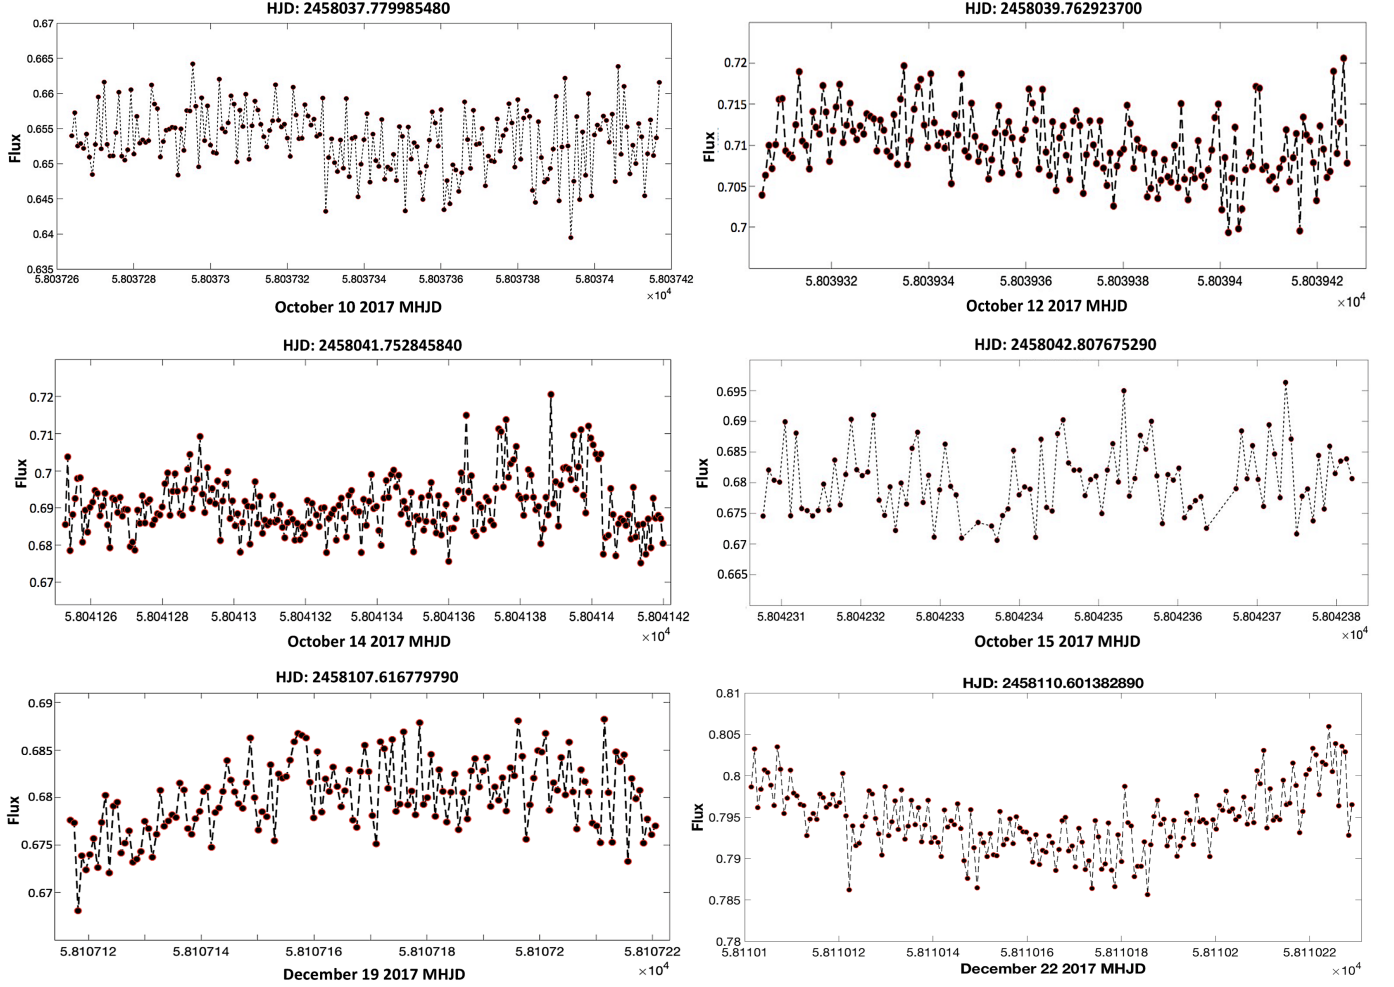 HJD: 2458037.779985480
0.67
0.665
0.66
0.655
0.65
0.645
0.64
0.635
Flux
5.803726 5.803728 5.80373 5.803732 5.803734 5.803736 5.803738 5.80374 5.803742
×10⁴
October 10 2017 MHJD
HJD: 2458039.762923700
0.72
0.715
0.71
0.705
0.7
Flux
5.803932 5.803934 5.803936 5.803938 5.80394 5.803942
×10⁴
October 12 2017 MHJD
HJD: 2458041.752845840
0.72
0.71
0.7
0.69
0.68
0.67
Flux
5.804126 5.804128 5.80413 5.804132 5.804134 5.804136 5.804138 5.80414 5.804142
×10⁴
October 14 2017 MHJD
HJD: 2458042.807675290
0.695
0.69
0.685
0.68
0.675
0.67
0.665
Flux
5.804231 5.804232 5.804233 5.804234 5.804235 5.804236 5.804237 5.804238
×10⁴
October 15 2017 MHJD
HJD: 2458107.616779790
0.69
0.685
0.68
0.675
0.67
Flux
5.810712 5.810714 5.810716 5.810718 5.81072 5.810722
×10⁴
December 19 2017 MHJD
HJD: 2458110.601382890
0.81
0.805
0.8
0.795
0.79
0.785
0.78
Flux
5.81101 5.811012 5.811014 5.811016 5.811018 5.81102 5.811022
×10⁴
December 22 2017 MHJD